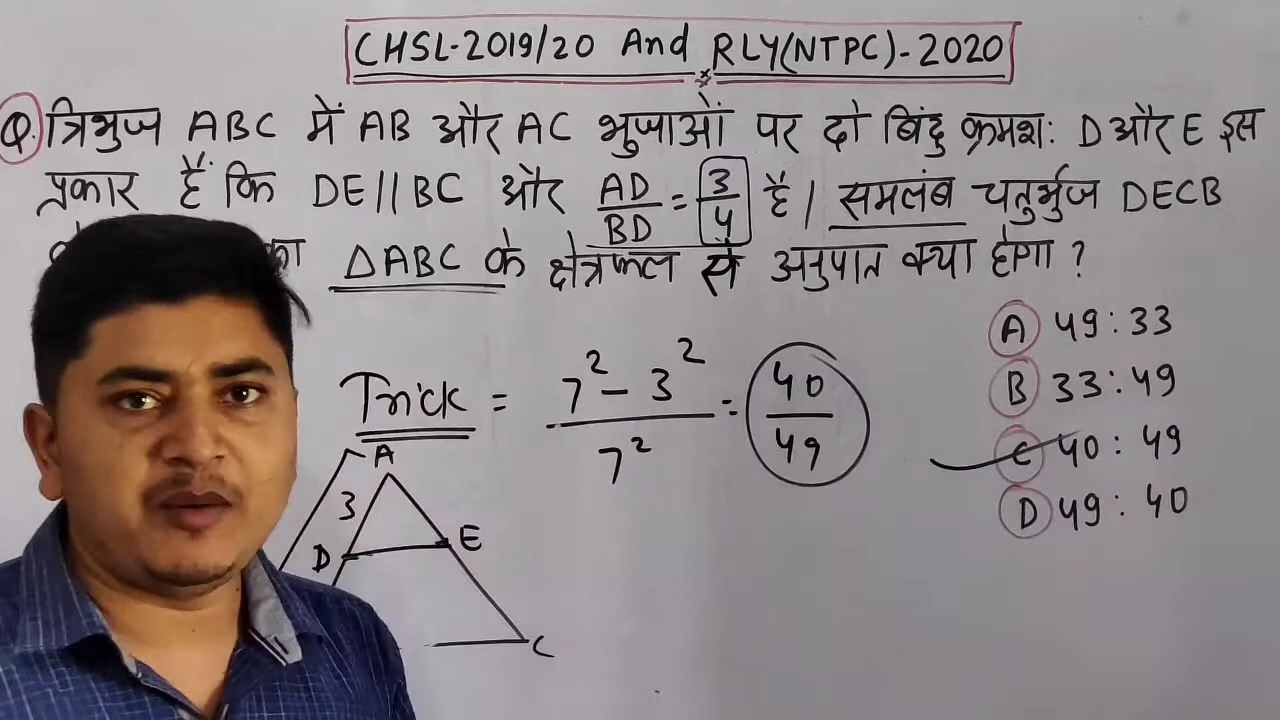 CHSL-2019/20 And RLY(NTPC)-2020
Q. त्रिभुज ABC में AB और AC भुजाओं पर दो बिंदु क्रमश: D और E इस
प्रकार हैं कि DE||BC और AD/BD = 3/4 है। समलंब चतुर्भुज DECB
का ΔABC के क्षेत्रफल से अनुपात क्या होगा ?
A 49:33
B 33:49
C 40:49
D 49:40
Trick = 7² - 3² / 7² = 40/49
A
3
D
E
C